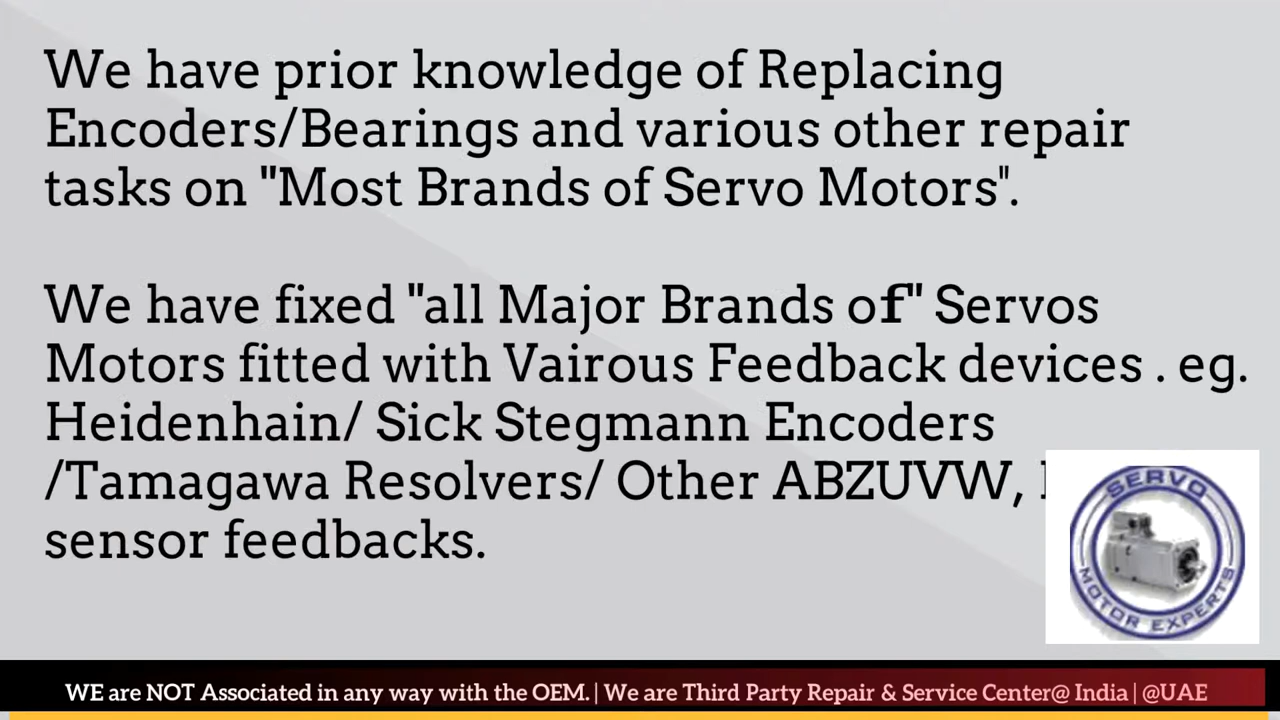 We have prior knowledge of Replacing
Encoders/Bearings and various other repair
tasks on "Most Brands of Servo Motors".
We have fixed "all Major Brands of" Servos
Motors fitted with Vairous Feedback devices . eg.
Heidenhain/ Sick Stegmann Encoders
/Tamagawa Resolvers/ Other ABZUVW,
sensor feedbacks.
SERVO
MOTOR EXPERTS
WE are NOT Associated in any way with the OEM. | We are Third Party Repair & Service Center@ India | @UAE